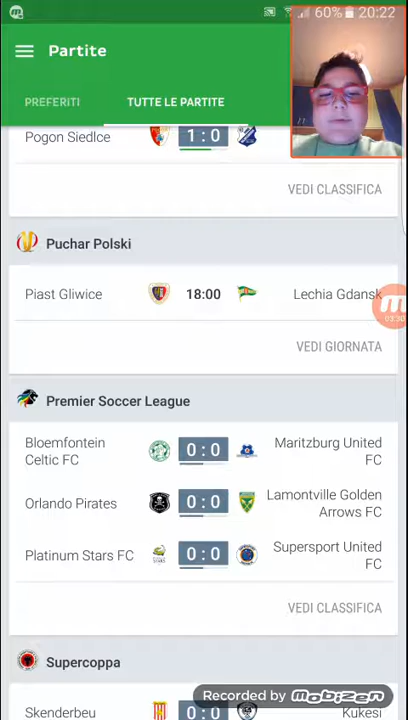 60% 20:22
Partite
PREFERITI TUTTE LE PARTITE
Pogon Siedlce 1:0
VEDI CLASSIFICA
Puchar Polski
Piast Gliwice 18:00 Lechia Gdansk
03:30
VEDI GIORNATA
Premier Soccer League
Bloemfontein Celtic FC 0:0 Maritzburg United FC
Orlando Pirates 0:0 Lamontville Golden Arrows FC
Platinum Stars FC 0:0 Supersport United FC
VEDI CLASSIFICA
Supercoppa
Recorded by mobizen
Skenderbeu 0:0 Kukesi